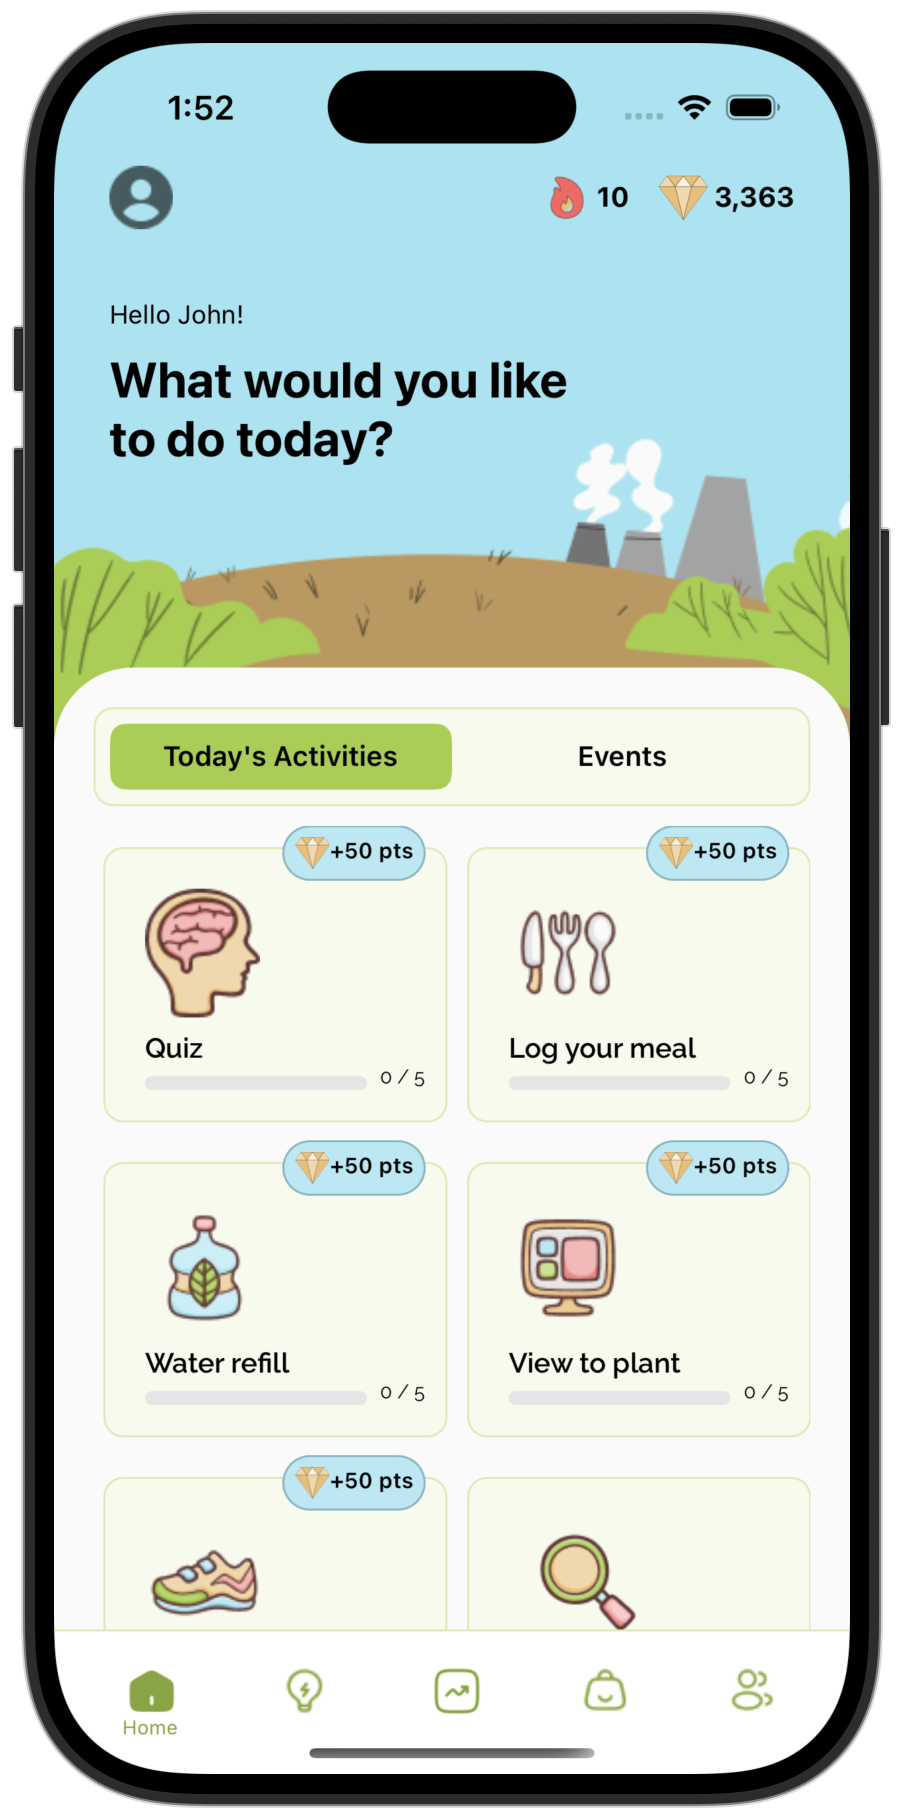 1:52
10
3,363
Hello John!
What would you like
to do today?
Today's Activities
Events
+50 pts
+50 pts
Quiz
0 / 5
Log your meal
0 / 5
+50 pts
+50 pts
Water refill
0 / 5
View to plant
0 / 5
+50 pts
Home